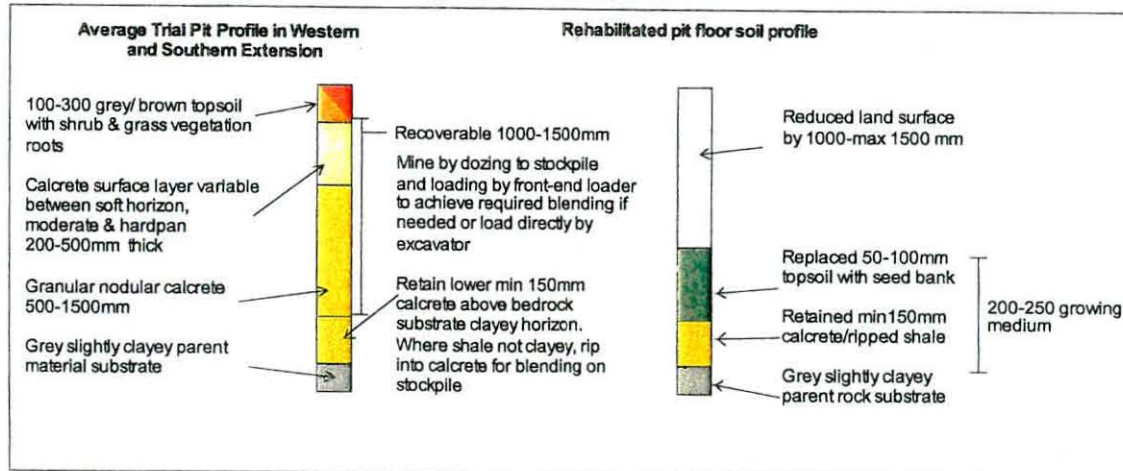 Average Trial Pit Profile in Western
and Southern Extension
100-300 grey/ brown topsoil
with shrub & grass vegetation
roots
Calcrete surface layer variable
between soft horizon,
moderate & hardpan
200-500mm thick
Granular nodular calcrete
500-1500mm
Grey slightly clayey parent
material substrate
Recoverable 1000-1500mm
Mine by dozing to stockpile
and loading by front-end loader
to achieve required blending if
needed or load directly by
excavator
Retain lower min 150mm
calcrete above bedrock
substrate clayey horizon.
Where shale not clayey, rip
into calcrete for blending on
stockpile
Rehabilitated pit floor soil profile
Reduced land surface
by 1000-max 1500 mm
Replaced 50-100mm
topsoil with seed bank
Retained min150mm
calcrete/ripped shale
Grey slightly clayey
parent rock substrate
200-250 growing
medium